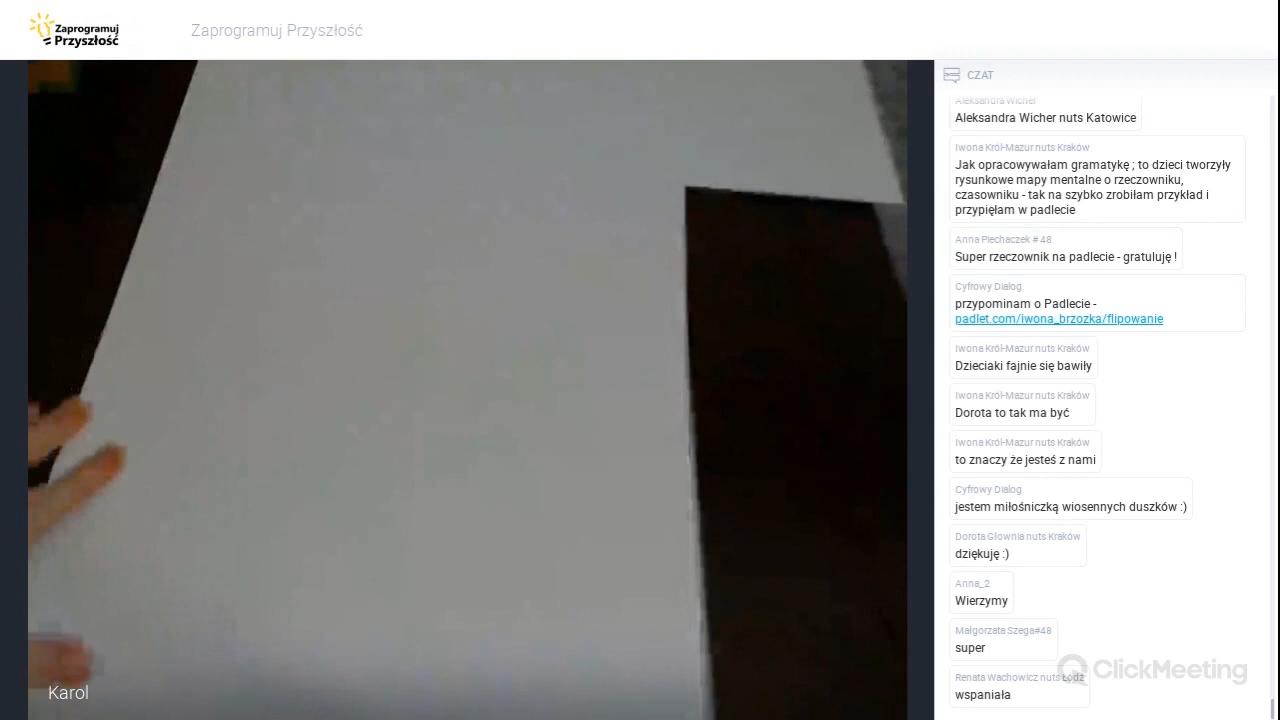 Zaprogramuj
Przyszłość
Zaprogramuj Przyszłość
CZAT
Aleksandra Wicher
Aleksandra Wicher nuts Katowice
Iwona Król-Mazur nuts Kraków
Jak opracowywałam gramatykę ; to dzieci tworzyły
rysunkowe mapy mentalne o rzeczowniku,
czasowniku - tak na szybko zrobiłam przykład i
przypięłam w padlecie
Anna Piechaczek # 48
Super rzeczownik na padlecie - gratuluję !
Cyfrowy Dialog
przypominam o Padlecie -
padlet.com/iwona_brzozka/flipowanie
Iwona Król-Mazur nuts Kraków
Dzieciaki fajnie się bawiły
Iwona Król-Mazur nuts Kraków
Dorota to tak ma być
Iwona Król-Mazur nuts Kraków
to znaczy że jesteś z nami
Cyfrowy Dialog
jestem miłośniczką wiosennych duszków :)
Dorota Głownia nuts Kraków
dziękuję :)
Anna_2
Wierzymy
Małgorzata Szega#48
super
Renata Wachowicz nuts Łódź
wspaniała
ClickMeeting
Karol